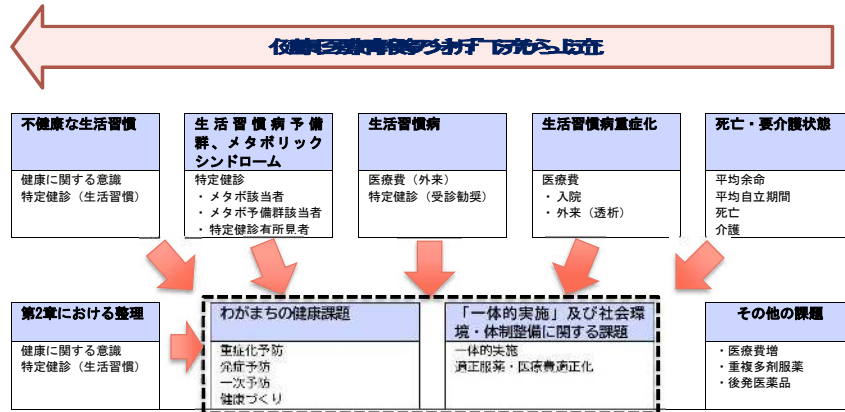 不健康な生活習慣
健康に関する意識
特定健診（生活習慣）
生活習慣病予備
群、メタボリック
シンドローム
特定健診
・メタボ該当者
・メタボ予備群該当者
・特定健診有所見者
生活習慣病
医療費（外来）
特定健診（受診勧奨）
生活習慣病重症化
医療費
・入院
・外来（透析）
死亡・要介護状態
平均余命
平均自立期間
死亡
介護
第2章における整理
健康に関する意識
特定健診（生活習慣）
わがまちの健康課題
重症化予防
発症予防
一次予防
健康づくり
「一体的実施」及び社会環
境・体制整備に関する課題
一体的実施
適正服薬・医療費適正化
その他の課題
・医療費増
・重複多剤服薬
・後発医薬品